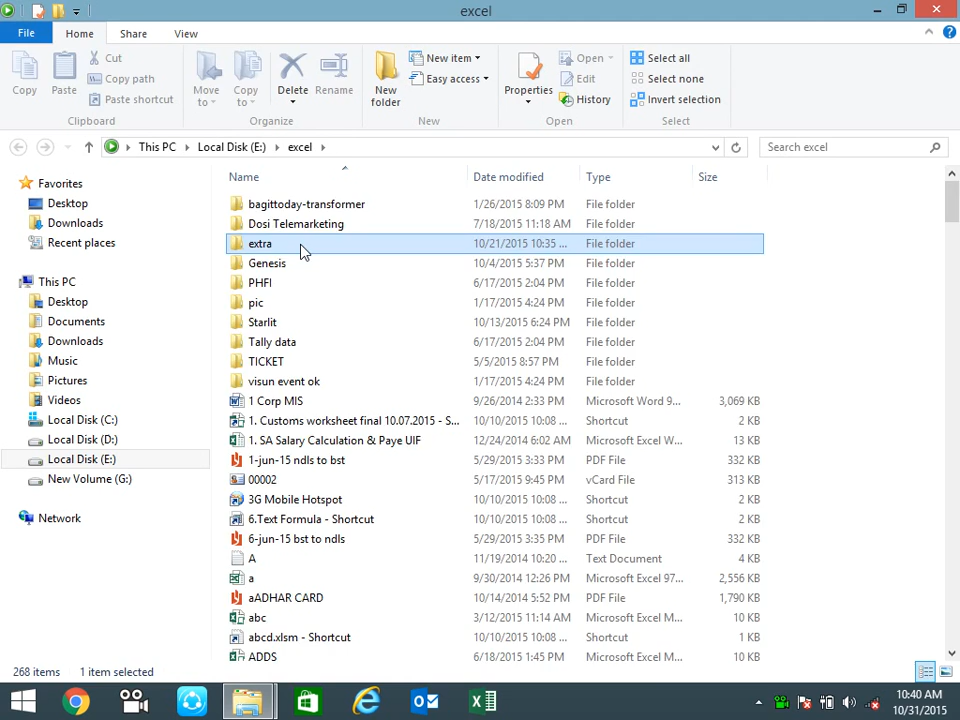 excel
File
Home
Share
View
Copy
Paste
Cut
Copy path
Paste shortcut
Clipboard
Move to
Copy to
Delete
Rename
Organize
New folder
New item
Easy access
New
Properties
Open
Edit
History
Open
Select all
Select none
Invert selection
Select
This PC
Local Disk (E:)
excel
Search excel
Favorites
Desktop
Downloads
Recent places
This PC
Desktop
Documents
Downloads
Music
Pictures
Videos
Local Disk (C:)
Local Disk (D:)
Local Disk (E:)
New Volume (G:)
Network
Name Date modified Type Size
bagittoday-transformer 1/26/2015 8:09 PM File folder
Dosi Telemarketing 7/18/2015 11:18 AM File folder
extra 10/21/2015 10:35 ... File folder
Genesis 10/4/2015 5:37 PM File folder
PHFI 6/17/2015 2:04 PM File folder
pic 1/17/2015 4:24 PM File folder
Starlit 10/13/2015 6:24 PM File folder
Tally data 6/17/2015 2:04 PM File folder
TICKET 5/5/2015 8:57 PM File folder
visun event ok 1/17/2015 4:24 PM File folder
1 Corp MIS 9/26/2014 2:33 PM Microsoft Word 9... 3,069 KB
1. Customs worksheet final 10.07.2015 - S... 10/10/2015 10:08 ... Shortcut 2 KB
1. SA Salary Calculation & Paye UIF 12/24/2014 6:02 AM Microsoft Excel W... 13 KB
1-jun-15 ndls to bst 5/29/2015 3:33 PM PDF File 332 KB
00002 5/17/2015 9:45 PM vCard File 313 KB
3G Mobile Hotspot 10/10/2015 10:08 ... Shortcut 2 KB
6.Text Formula - Shortcut 10/10/2015 10:08 ... Shortcut 2 KB
6-jun-15 bst to ndls 5/29/2015 3:35 PM PDF File 332 KB
A 11/19/2014 10:20 ... Text Document 4 KB
a 9/30/2014 12:26 PM Microsoft Excel 97... 2,556 KB
aADHAR CARD 10/14/2014 5:52 PM PDF File 1,790 KB
abc 3/12/2015 11:14 AM Microsoft Excel M... 10 KB
abcd.xlsm - Shortcut 10/10/2015 10:08 ... Shortcut 1 KB
ADDS 6/18/2015 1:45 PM Microsoft Excel M... 10 KB
268 items 1 item selected
10:40 AM
10/31/2015